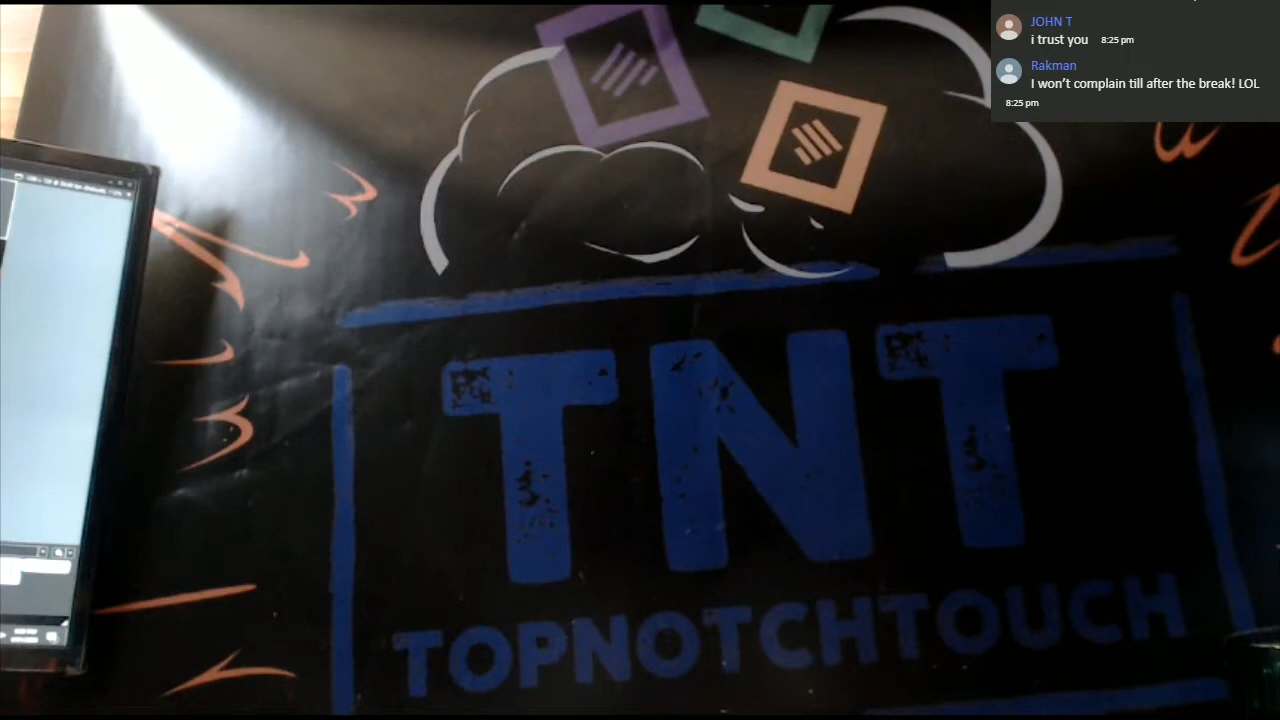 JOHN T
i trust you 8:25 pm
Rakman
I won't complain till after the break! LOL
8:25 pm
TNT
TOPNOTCHTOUCH